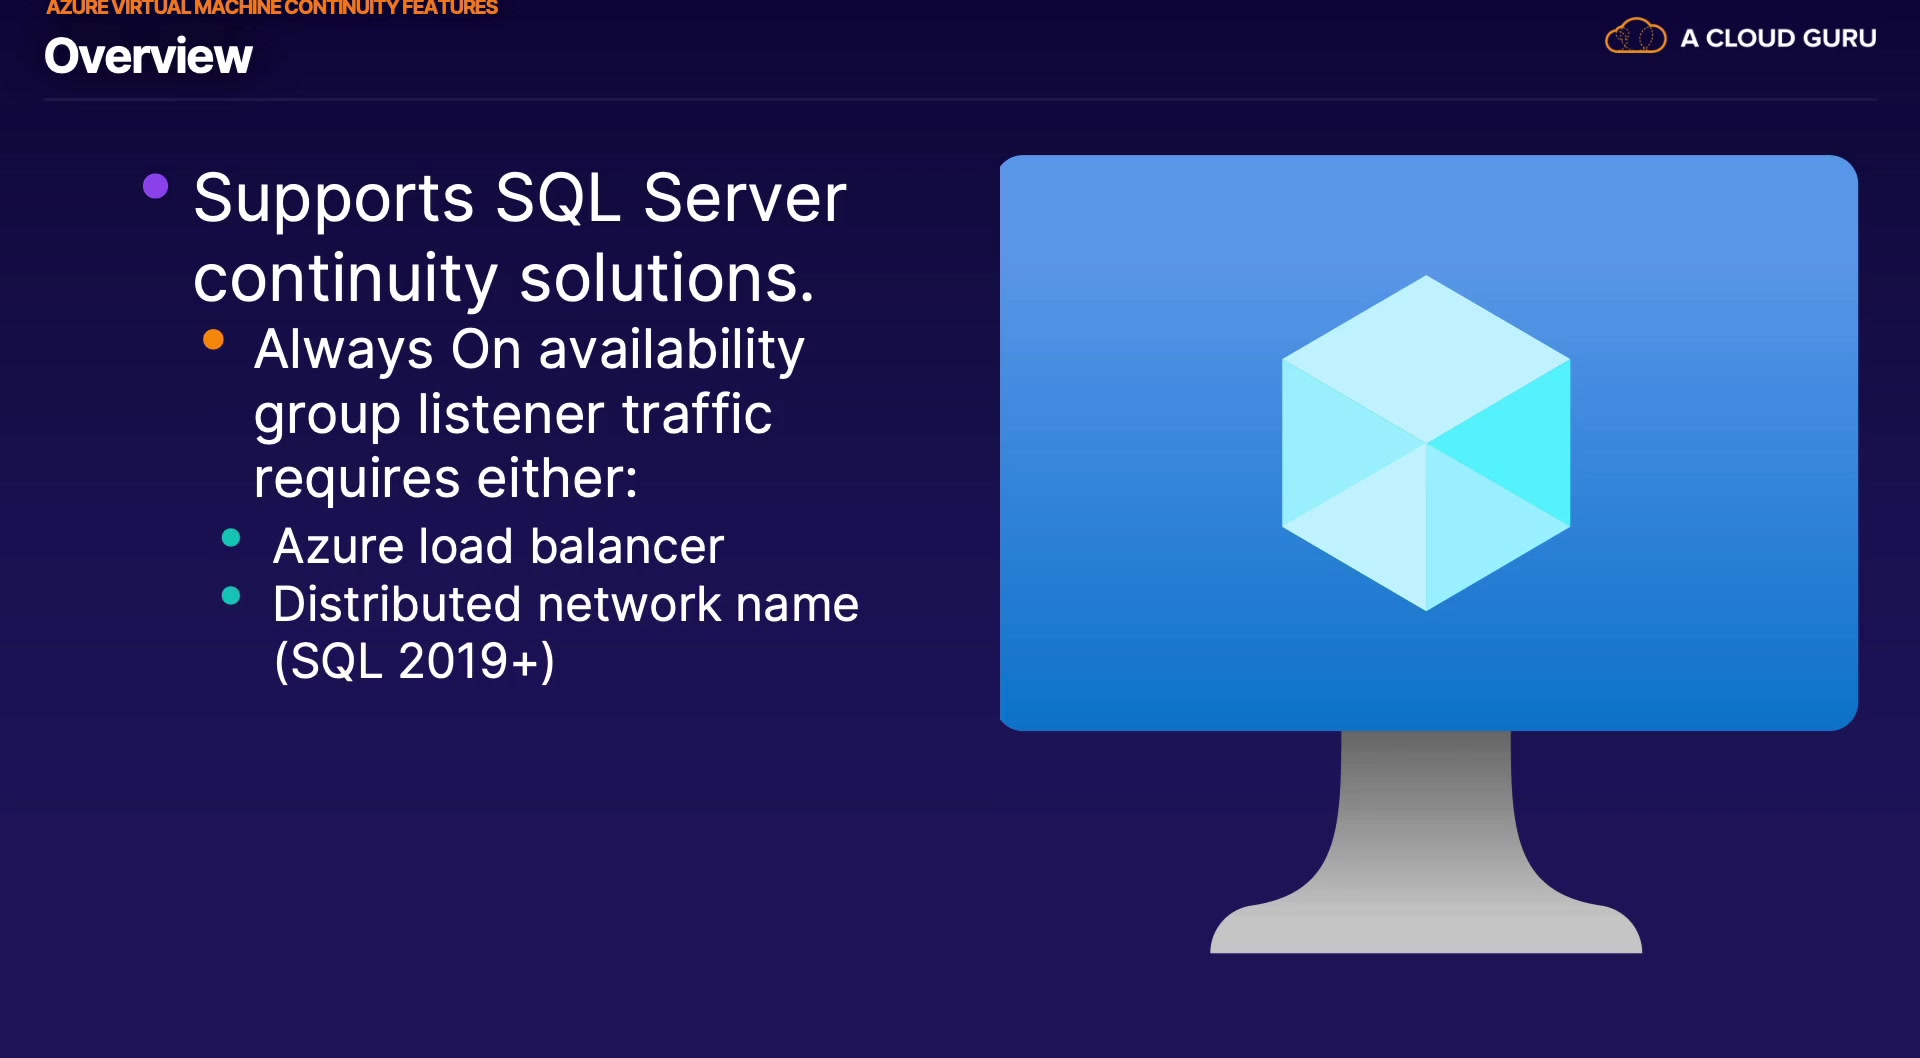 AZURE VIRTUAL MACHINE CONTINUITY FEATURES
Overview
A CLOUD GURU
Supports SQL Server
continuity solutions.
Always On availability
group listener traffic
requires either:
Azure load balancer
Distributed network name
(SQL 2019+)